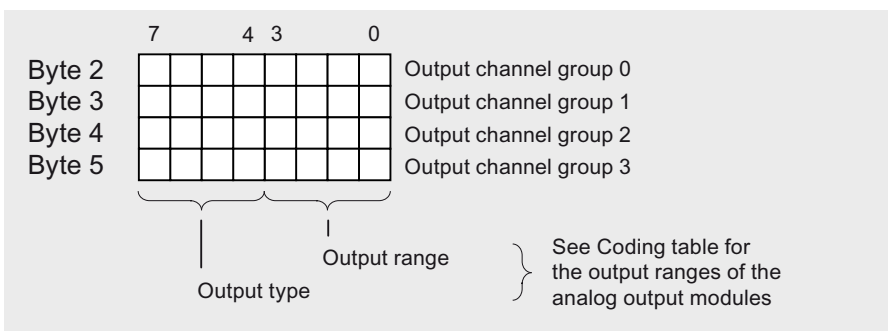 7 4 3 0
Byte 2 Output channel group 0
Byte 3 Output channel group 1
Byte 4 Output channel group 2
Byte 5 Output channel group 3
Output range
Output type
See Coding table for
the output ranges of the
analog output modules